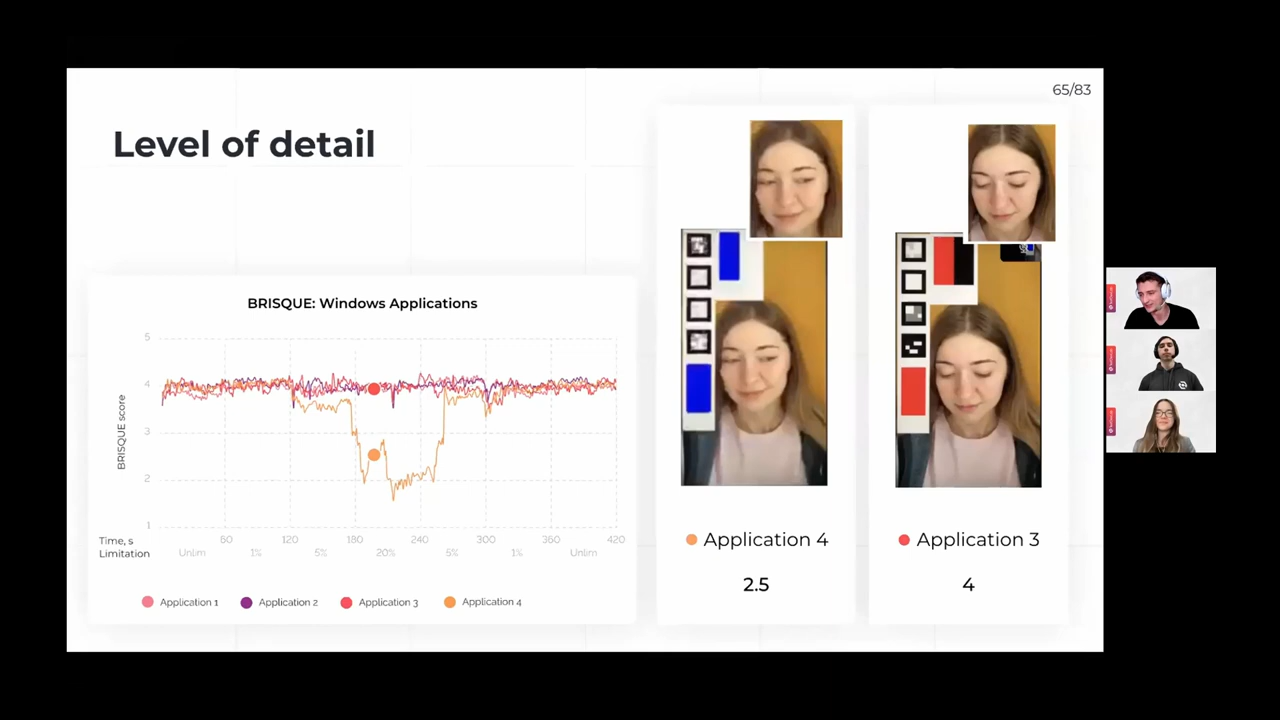 65/83
Level of detail
BRISQUE: Windows Applications
5
4
3
2
1
BRISQUE score
Time, s 60 120 180 240 300 360 420
Limitation Unlim 1% 5% 20% 5% 1% Unlim
Application 1 Application 2 Application 3 Application 4
Application 4
2.5
Application 3
4